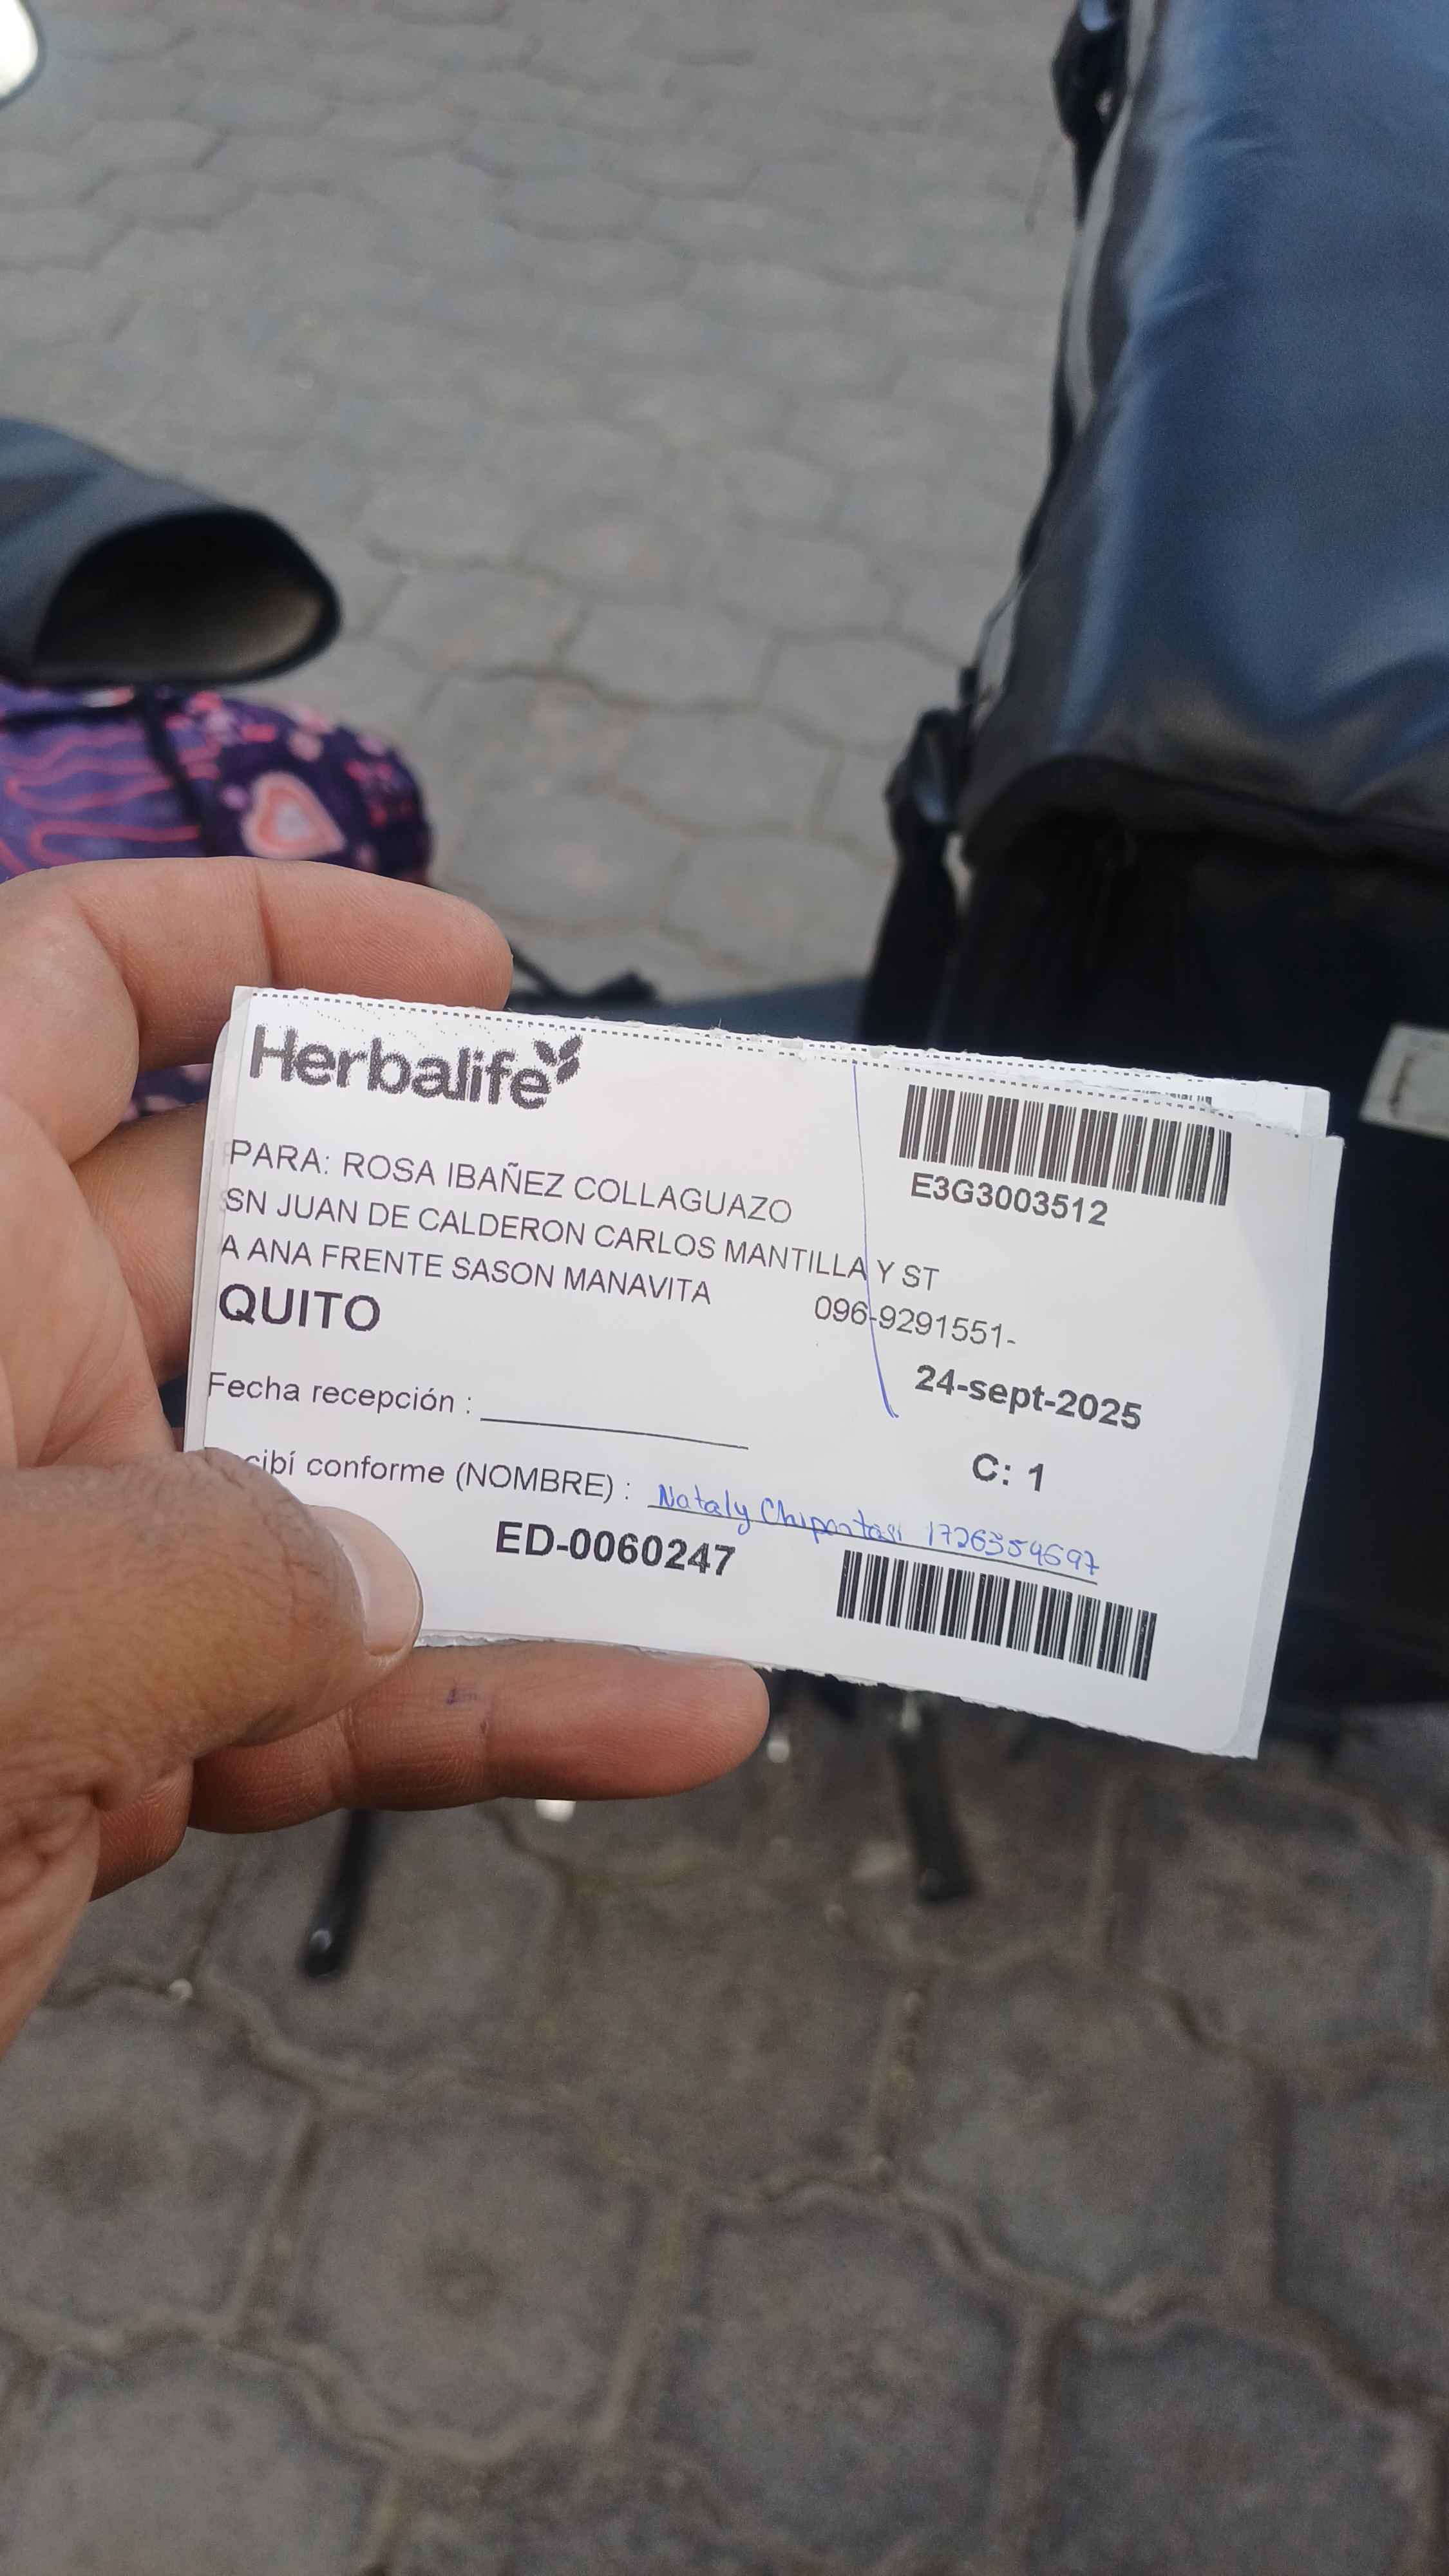 Herbalife
E3G3003512
PARA: ROSA IBAÑEZ COLLAGUAZO
SN JUAN DE CALDERON CARLOS MANTILLA Y ST
A ANA FRENTE SASON MANAVITA 096-9291551-
QUITO
24-sept-2025
Fecha recepción :
C: 1
cibí conforme (NOMBRE) : Nataly Chipantasi 1726559697
ED-0060247